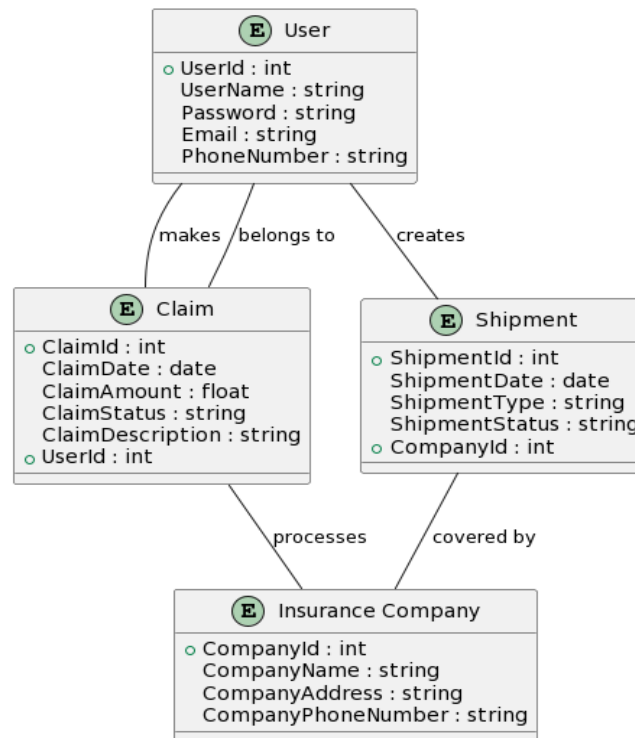 E User
UserId : int
UserName : string
Password : string
Email : string
PhoneNumber : string
makes
belongs to
creates
E Claim
ClaimId : int
ClaimDate : date
ClaimAmount : float
ClaimStatus : string
ClaimDescription : string
UserId : int
E Shipment
ShipmentId : int
ShipmentDate : date
ShipmentType : string
ShipmentStatus : string
CompanyId : int
processes
covered by
E Insurance Company
CompanyId : int
CompanyName : string
CompanyAddress : string
CompanyPhoneNumber : string